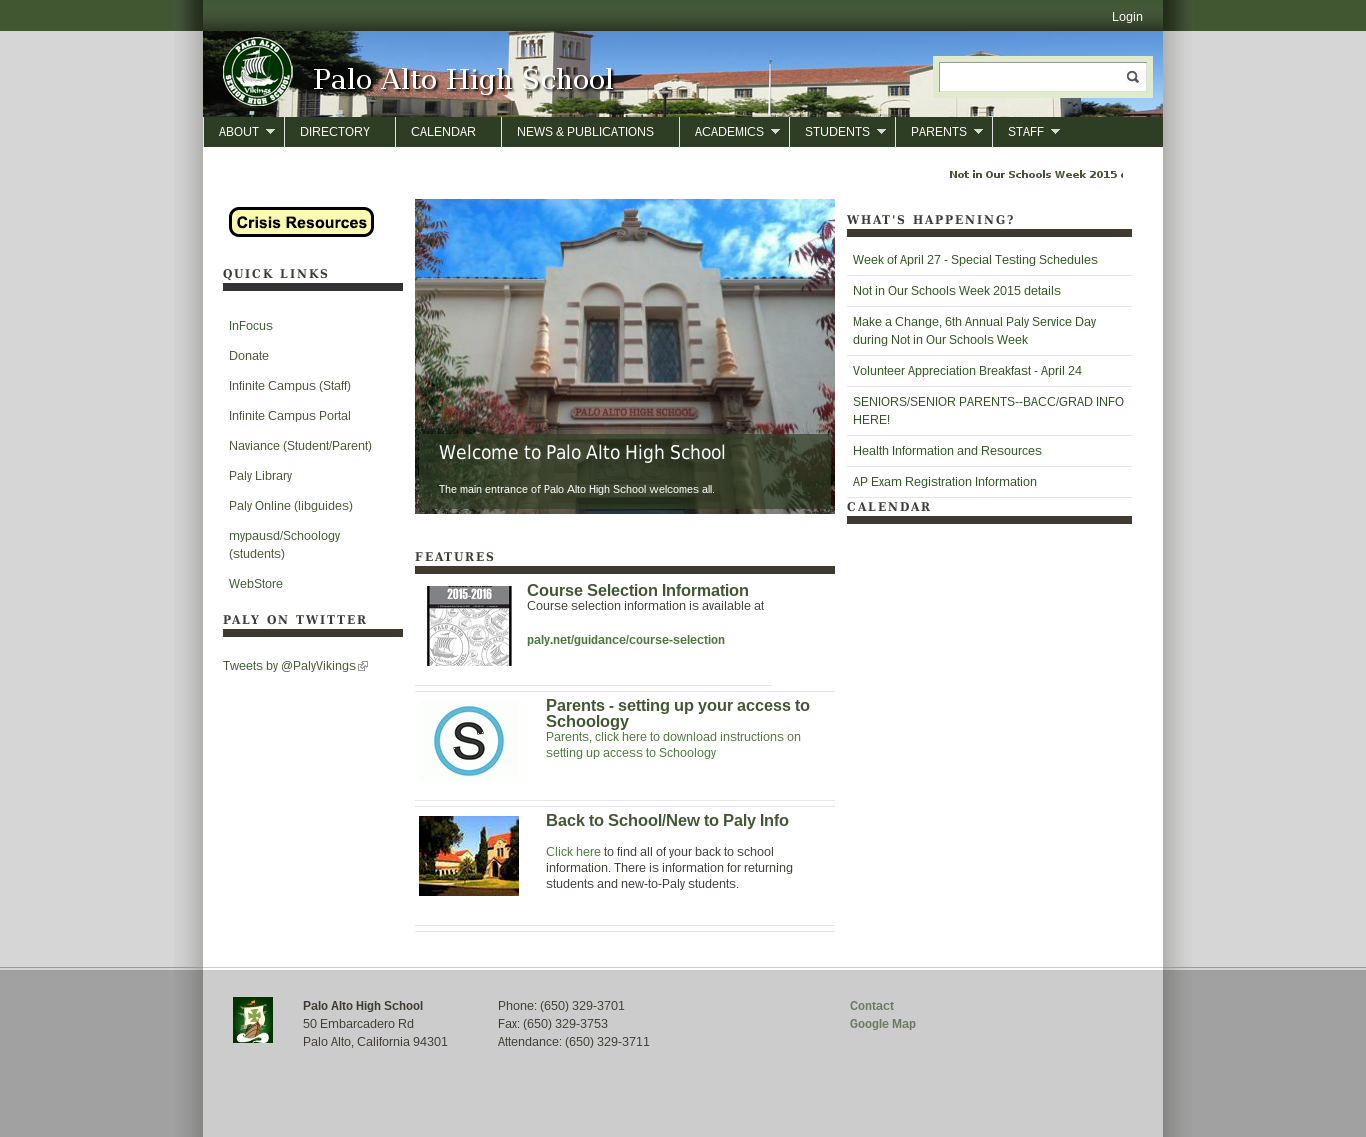 Login
PALO ALTO
Vikings
SENIOR HIGH SCHOOL
Palo Alto High School
ABOUT
DIRECTORY
CALENDAR
NEWS & PUBLICATIONS
ACADEMICS
STUDENTS
PARENTS
STAFF
Not in Our Schools Week 2015
Crisis Resources
QUICK LINKS
InFocus
Donate
Infinite Campus (Staff)
Infinite Campus Portal
Naviance (Student/Parent)
Paly Library
Paly Online (libguides)
mypausd/Schoology
(students)
WebStore
PALY ON TWITTER
Tweets by @PalyVikings
PALO ALTO HIGH SCHOOL
Welcome to Palo Alto High School
The main entrance of Palo Alto High School welcomes all.
FEATURES
2015-2016
Course Selection Information
Course selection information is available at
paly.net/guidance/course-selection
S
Parents - setting up your access to
Schoology
Parents, click here to download instructions on
setting up access to Schoology
Back to School/New to Paly Info
Click here to find all of your back to school
information. There is information for returning
students and new-to-Paly students.
WHAT'S HAPPENING?
Week of April 27 - Special Testing Schedules
Not in Our Schools Week 2015 details
Make a Change, 6th Annual Paly Service Day
during Not in Our Schools Week
Volunteer Appreciation Breakfast - April 24
SENIORS/SENIOR PARENTS--BACC/GRAD INFO
HERE!
Health Information and Resources
AP Exam Registration Information
CALENDAR
Palo Alto High School
50 Embarcadero Rd
Palo Alto, California 94301
Phone: (650) 329-3701
Fax: (650) 329-3753
Attendance: (650) 329-3711
Contact
Google Map